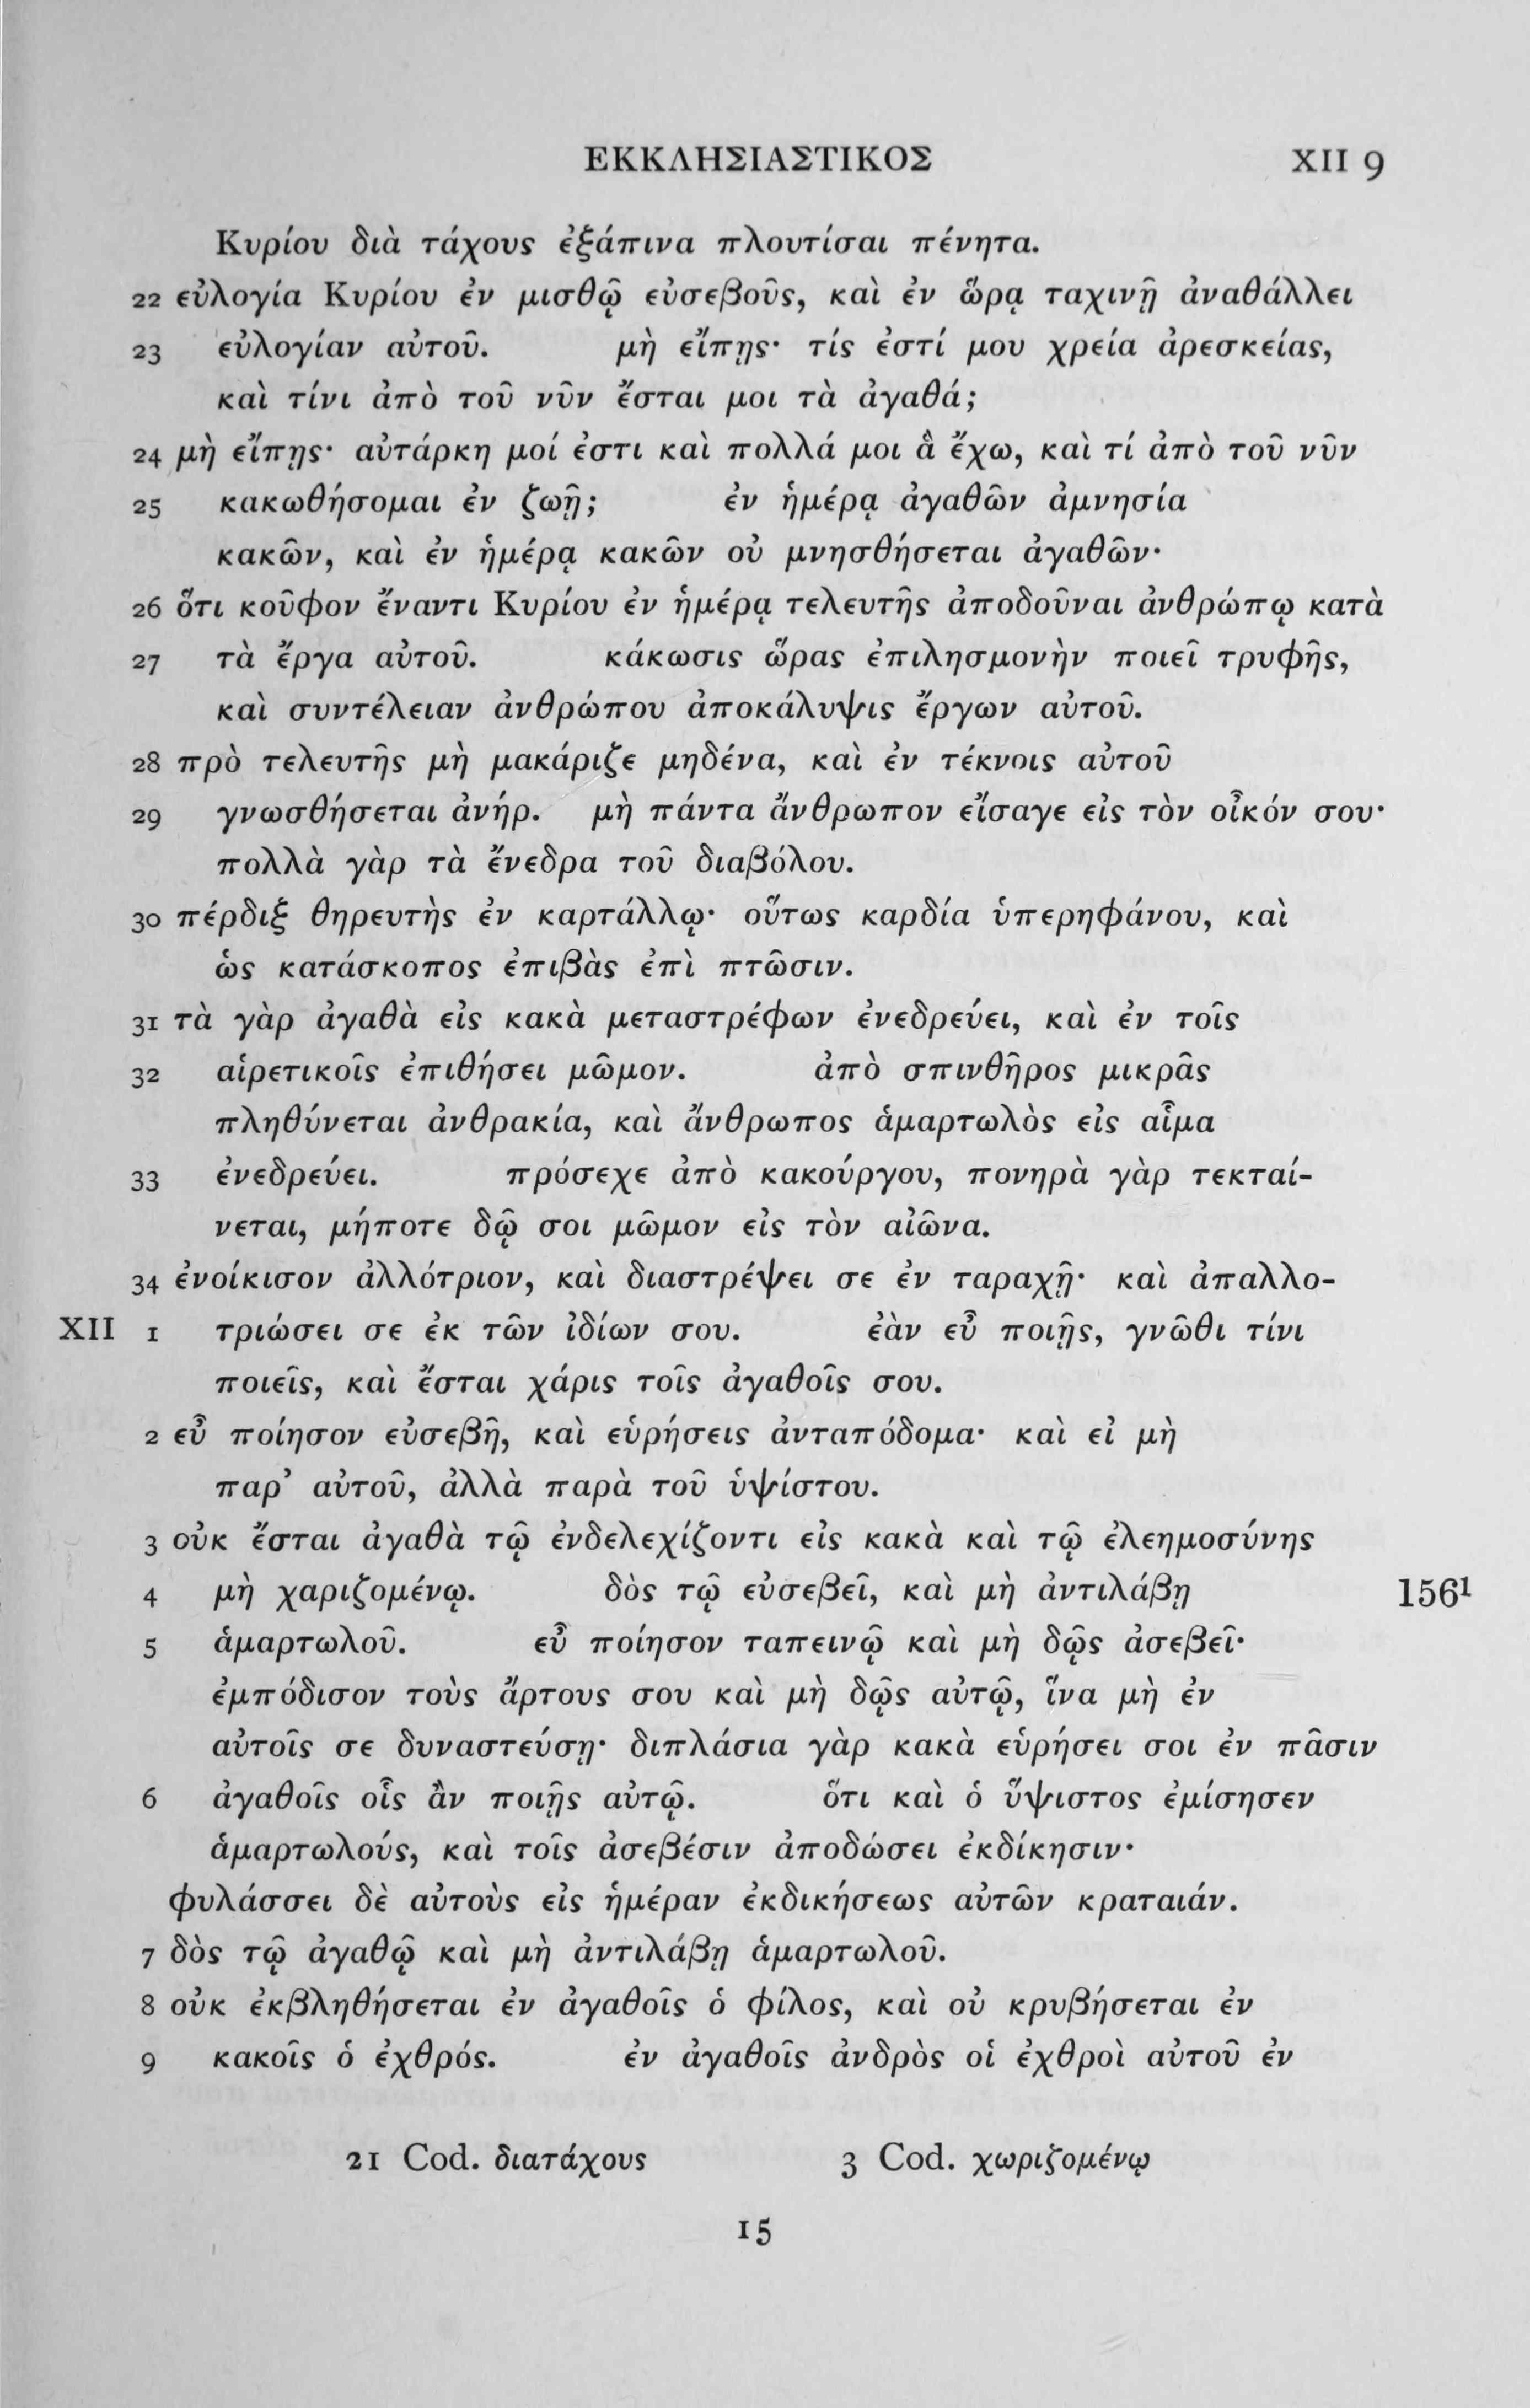 ΕΚΚΛΗΣΙΑΣΤΙΚΟΣ XII 9
Κυρίου διὰ τάχους ἐξάπινα πλουτίσαι πένητα.
22 εὐλογία Κυρίου ἐν μισθῷ εὐσεβοῦς, καὶ ἐν ὥρᾳ ταχινῇ ἀναθάλλει
23 εὐλογίαν αὐτοῦ. μὴ εἴπῃς· τίς ἐστί μου χρεία ἀρεσκείας,
καὶ τίνι ἀπὸ τοῦ νῦν ἔσται μοι τὰ ἀγαθά;
24 μὴ εἴπῃς· αὐτάρκη μοί ἐστι καὶ πολλά μοι ἃ ἔχω, καὶ τί ἀπὸ τοῦ νῦν
25 κακωθήσομαι ἐν ζωῇ; ἐν ἡμέρᾳ ἀγαθῶν ἀμνησία
κακῶν, καὶ ἐν ἡμέρᾳ κακῶν οὐ μνησθήσεται ἀγαθῶν·
26 ὅτι κοῦφον ἔναντι Κυρίου ἐν ἡμέρᾳ τελευτῆς ἀποδοῦναι ἀνθρώπῳ κατὰ
27 τὰ ἔργα αὐτοῦ. κάκωσις ὥρας ἐπιλησμονὴν ποιεῖ τρυφῆς,
καὶ συντέλειαν ἀνθρώπου ἀποκάλυψις ἔργων αὐτοῦ.
28 πρὸ τελευτῆς μὴ μακάριζε μηδένα, καὶ ἐν τέκνοις αὐτοῦ
29 γνωσθήσεται ἀνήρ. μὴ πάντα ἄνθρωπον εἴσαγε εἰς τὸν οἶκόν σου·
πολλὰ γὰρ τὰ ἔνεδρα τοῦ διαβόλου.
30 πέρδιξ θηρευτὴς ἐν καρτάλλῳ· οὕτως καρδία ὑπερηφάνου, καὶ
ὡς κατάσκοπος ἐπιβὰς ἐπὶ πτῶσιν.
31 τὰ γὰρ ἀγαθὰ εἰς κακὰ μεταστρέφων ἐνεδρεύει, καὶ ἐν τοῖς
32 αἱρετικοῖς ἐπιθήσει μῶμον. ἀπὸ σπινθῆρος μικρᾶς
πληθύνεται ἀνθρακία, καὶ ἄνθρωπος ἁμαρτωλὸς εἰς αἷμα
33 ἐνεδρεύει. πρόσεχε ἀπὸ κακούργου, πονηρὰ γὰρ τεκταί-
νεται, μήποτε δῷ σοι μῶμον εἰς τὸν αἰῶνα.
34 ἐνοίκισον ἀλλότριον, καὶ διαστρέψει σε ἐν ταραχῇ· καὶ ἀπαλλο-
XII 1 τριώσει σε ἐκ τῶν ἰδίων σου. ἐὰν εὖ ποιῇς, γνῶθι τίνι
ποιεῖς, καὶ ἔσται χάρις τοῖς ἀγαθοῖς σου.
2 εὖ ποίησον εὐσεβῆ, καὶ εὑρήσεις ἀνταπόδομα· καὶ εἰ μὴ
παρ’ αὐτοῦ, ἀλλὰ παρὰ τοῦ ὑψίστου.
3 οὐκ ἔσται ἀγαθὰ τῷ ἐνδελεχίζοντι εἰς κακὰ καὶ τῷ ἐλεημοσύνης
4 μὴ χαριζομένῳ. δὸς τῷ εὐσεβεῖ, καὶ μὴ ἀντιλάβῃ 156¹
5 ἁμαρτωλοῦ. εὖ ποίησον ταπεινῷ καὶ μὴ δῷς ἀσεβεῖ·
ἐμπόδισον τοὺς ἄρτους σου καὶ μὴ δῷς αὐτῷ, ἵνα μὴ ἐν
αὐτοῖς σε δυναστεύσῃ· διπλάσια γὰρ κακὰ εὑρήσει σοι ἐν πᾶσιν
6 ἀγαθοῖς οἷς ἂν ποιῇς αὐτῷ. ὅτι καὶ ὁ ὕψιστος ἐμίσησεν
ἁμαρτωλούς, καὶ τοῖς ἀσεβέσιν ἀποδώσει ἐκδίκησιν·
φυλάσσει δὲ αὐτοὺς εἰς ἡμέραν ἐκδικήσεως αὐτῶν κραταιάν.
7 δὸς τῷ ἀγαθῷ καὶ μὴ ἀντιλάβῃ ἁμαρτωλοῦ.
8 οὐκ ἐκβληθήσεται ἐν ἀγαθοῖς ὁ φίλος, καὶ οὐ κρυβήσεται ἐν
9 κακοῖς ὁ ἐχθρός. ἐν ἀγαθοῖς ἀνδρὸς οἱ ἐχθροὶ αὐτοῦ ἐν
21 Cod. διατάχους 3 Cod. χωριζομένῳ
15